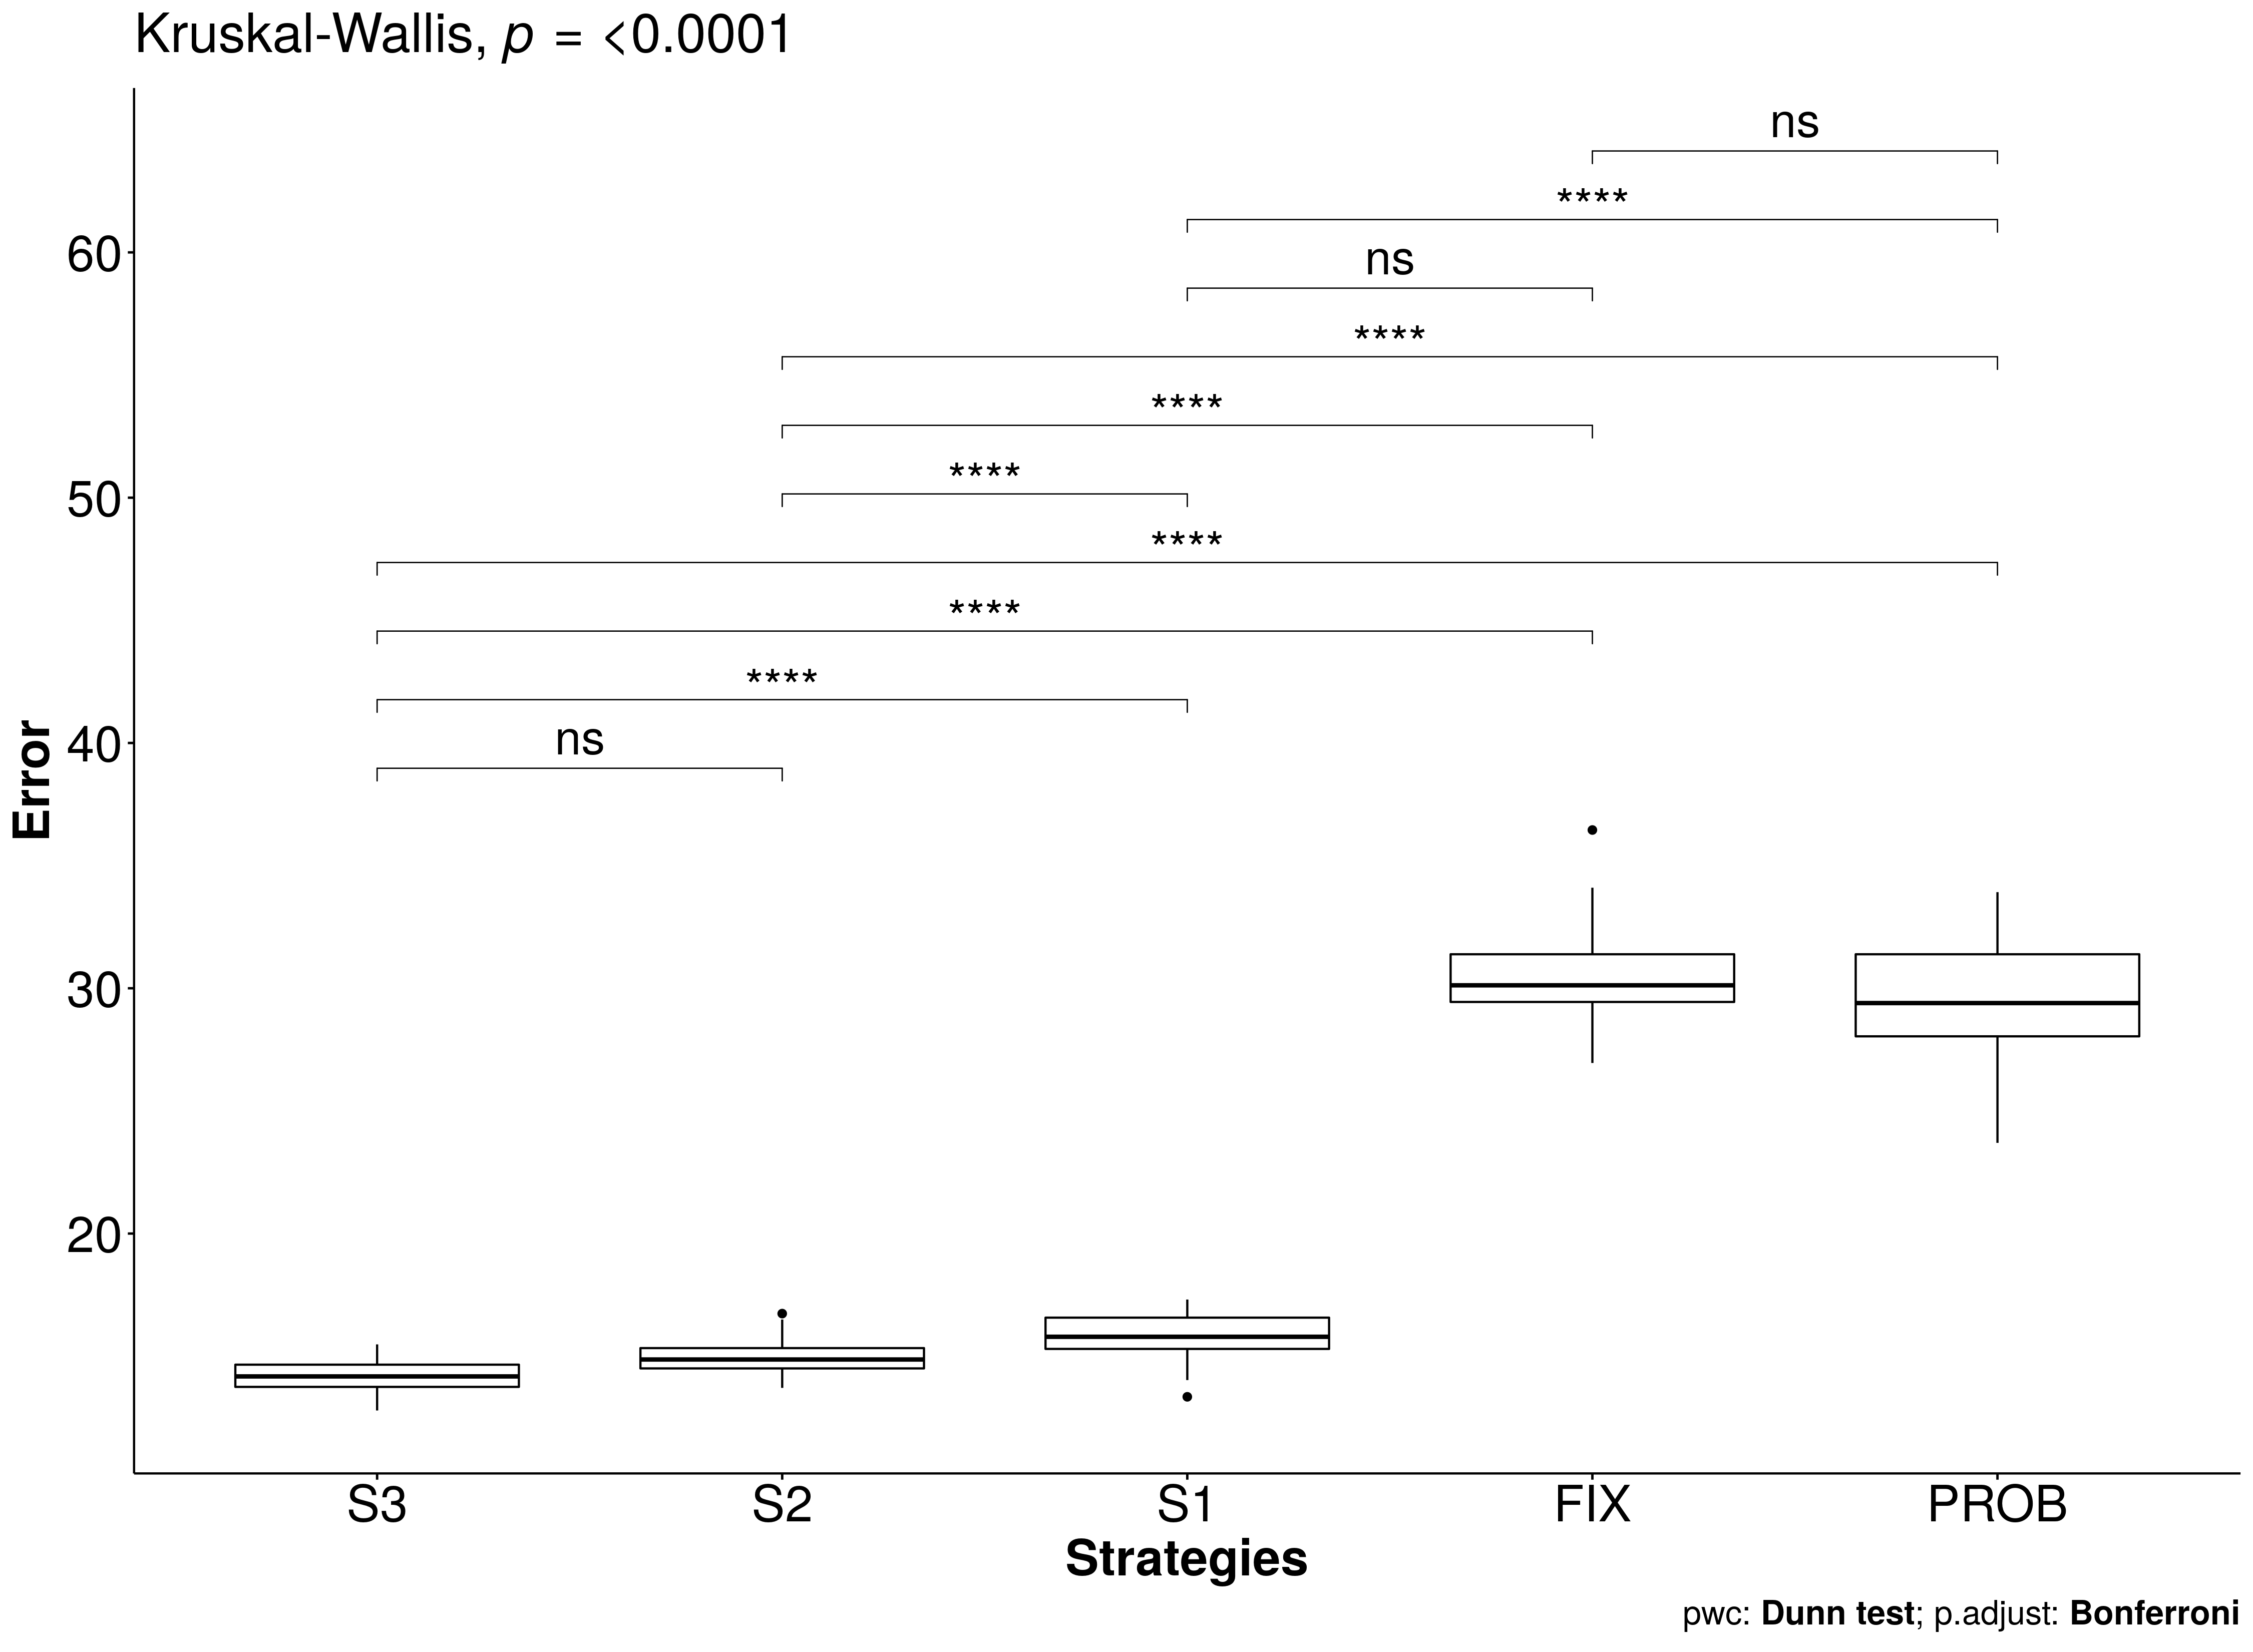 Kruskal-Wallis, p = <0.0001
ns
****
60
ns
****
****
50
****
****
****
****
40
ns
Error
30
20
S3 S2 S1 FIX PROB
Strategies
pwc: Dunn test; p.adjust: Bonferroni